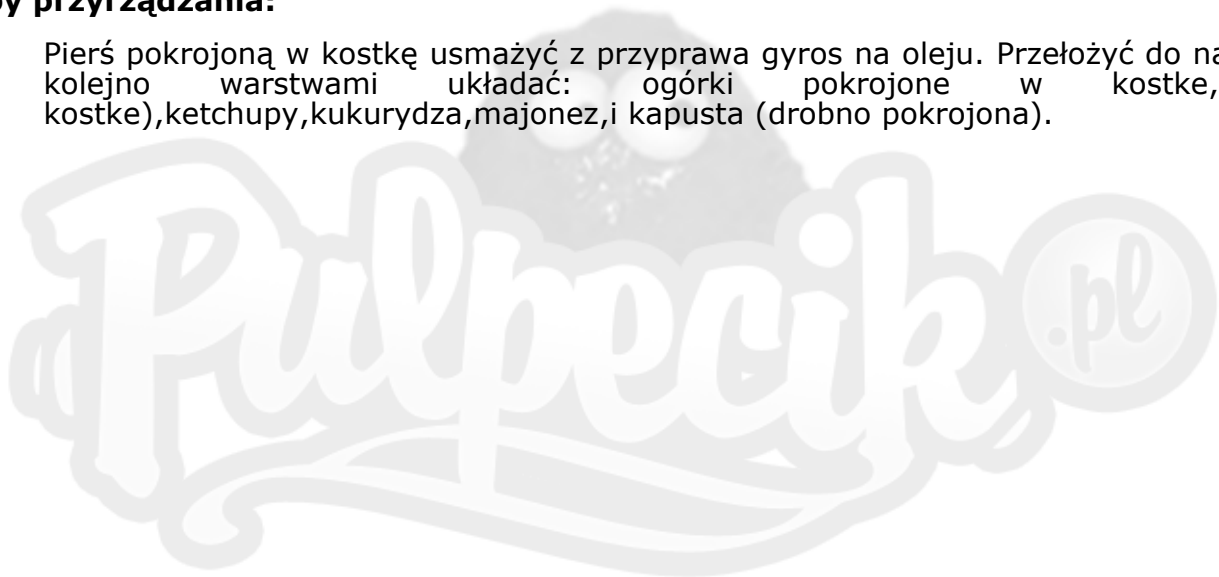 przyrządzania:
Pierś pokrojoną w kostkę usmażyć z przyprawa gyros na oleju. Przełożyć do
kolejno warstwami układać: ogórki pokrojone w kostke,
kostke),ketchupy,kukurydza,majonez,i kapusta (drobno pokrojona).
Pulpecik.pl